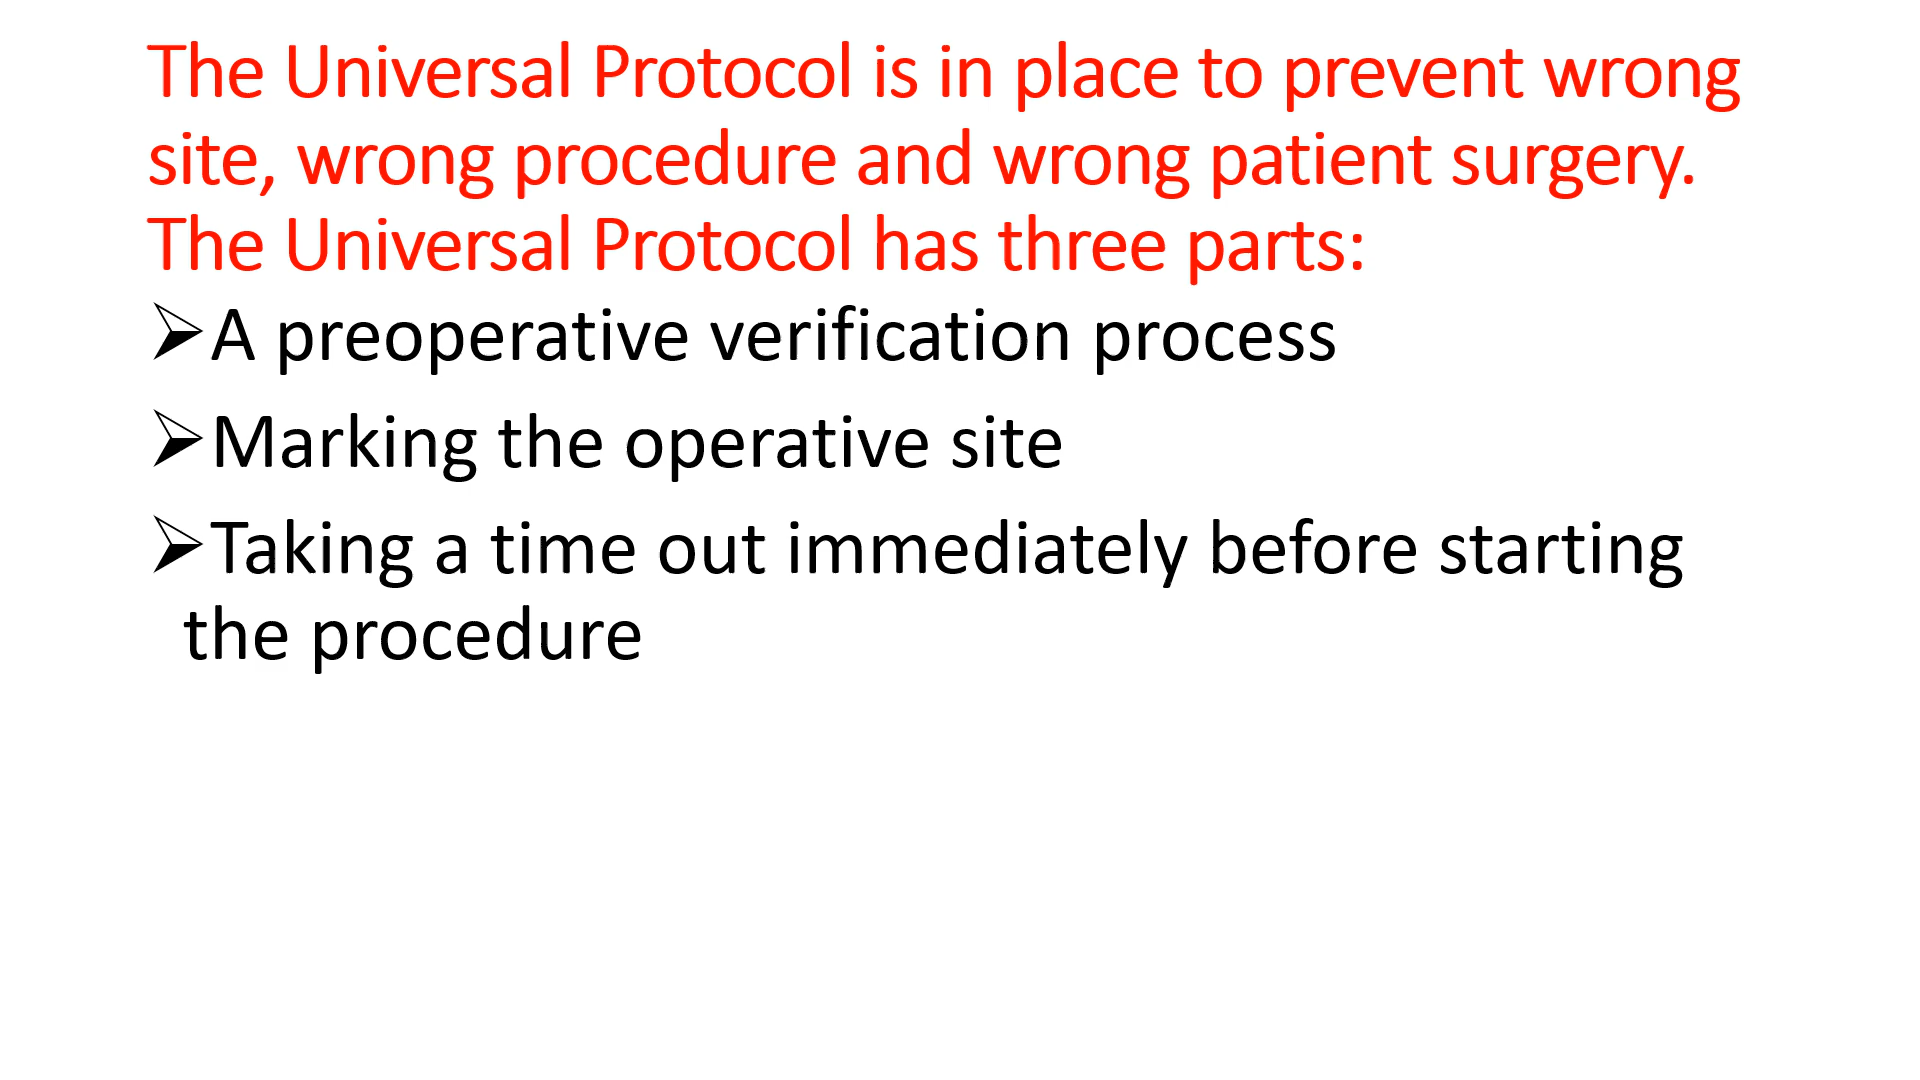 The Universal Protocol is in place to prevent wrong
site, wrong procedure and wrong patient surgery.
The Universal Protocol has three parts:
➢A preoperative verification process
➢Marking the operative site
➢Taking a time out immediately before starting
the procedure